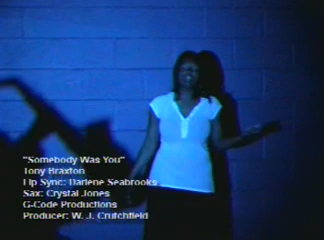 "Somebody Was You"
Tony Braxton
Lip Sync: Darlene Seabrooks
Sax: Crystal Jones
G-Code Productions
Producer: W. J. Crutchfield